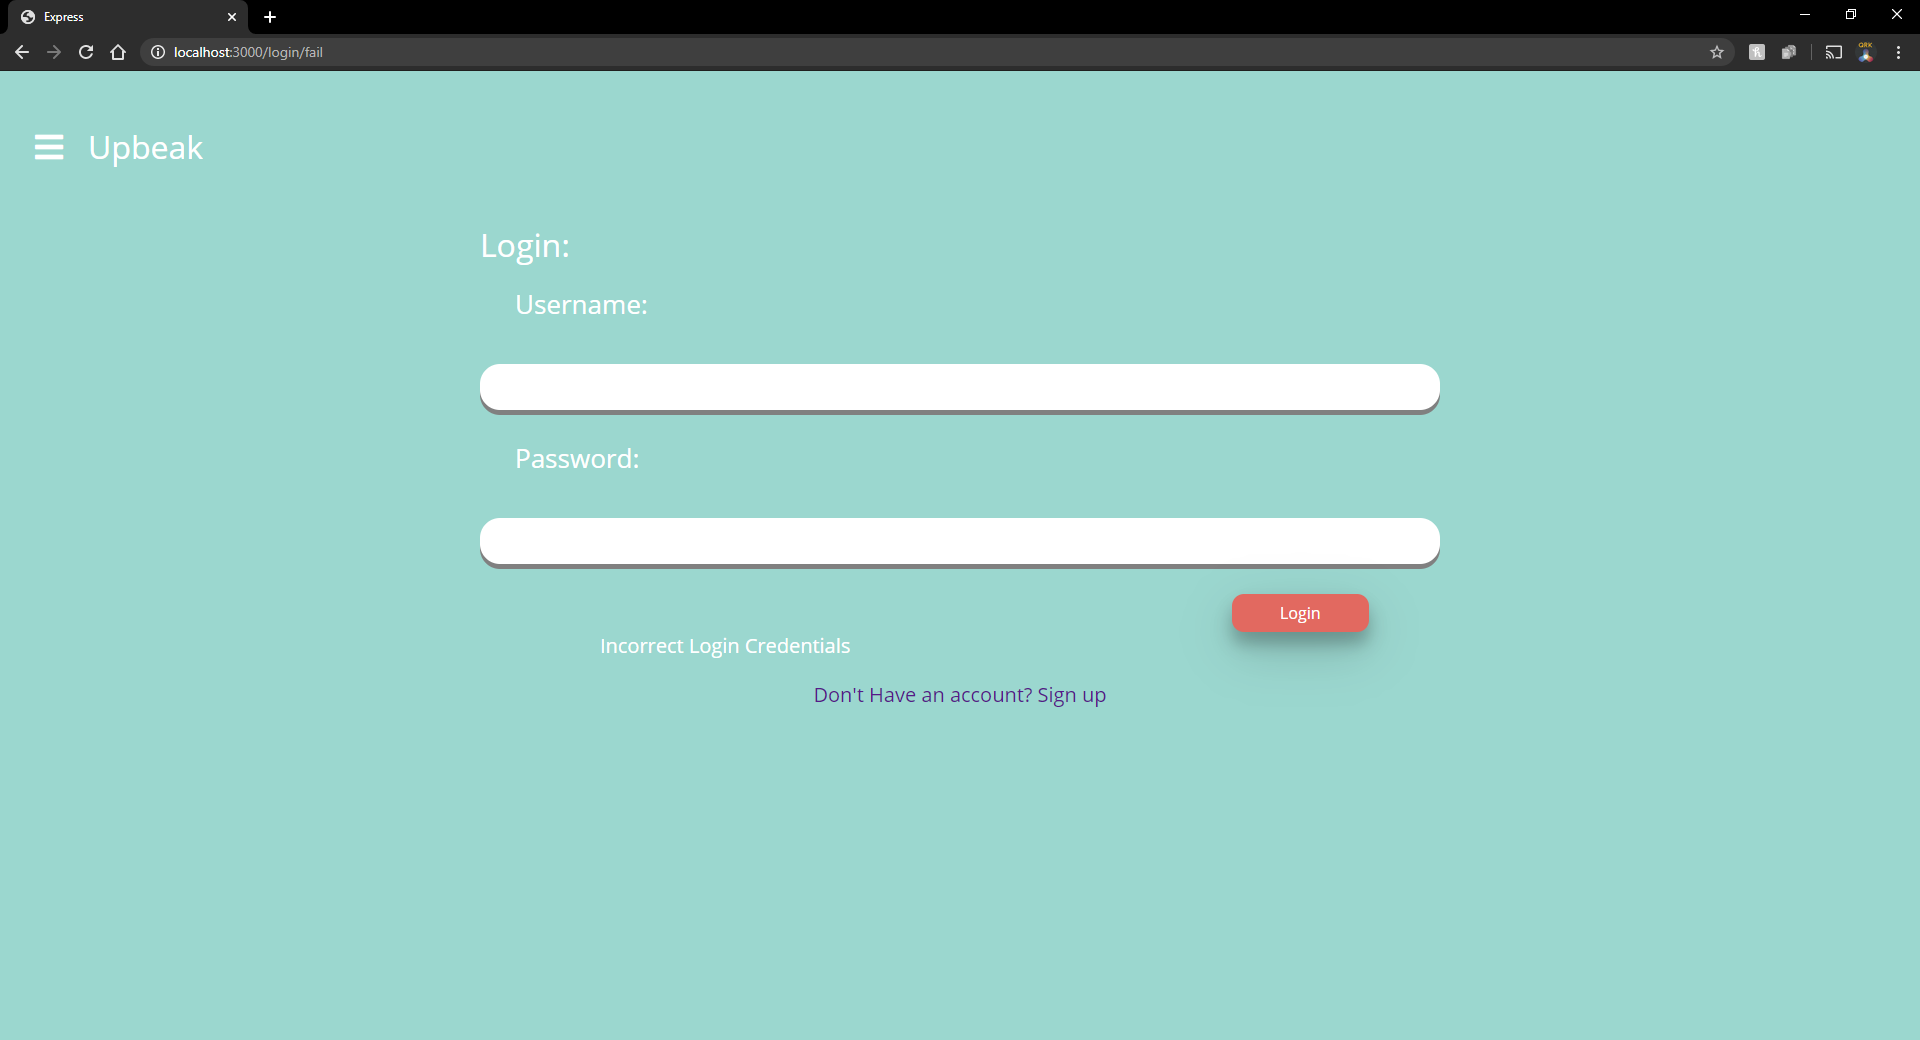 Express
localhost:3000/login/fail
QRK
Upbeak
Login:
Username:
Password:
Login
Incorrect Login Credentials
Don't Have an account? Sign up